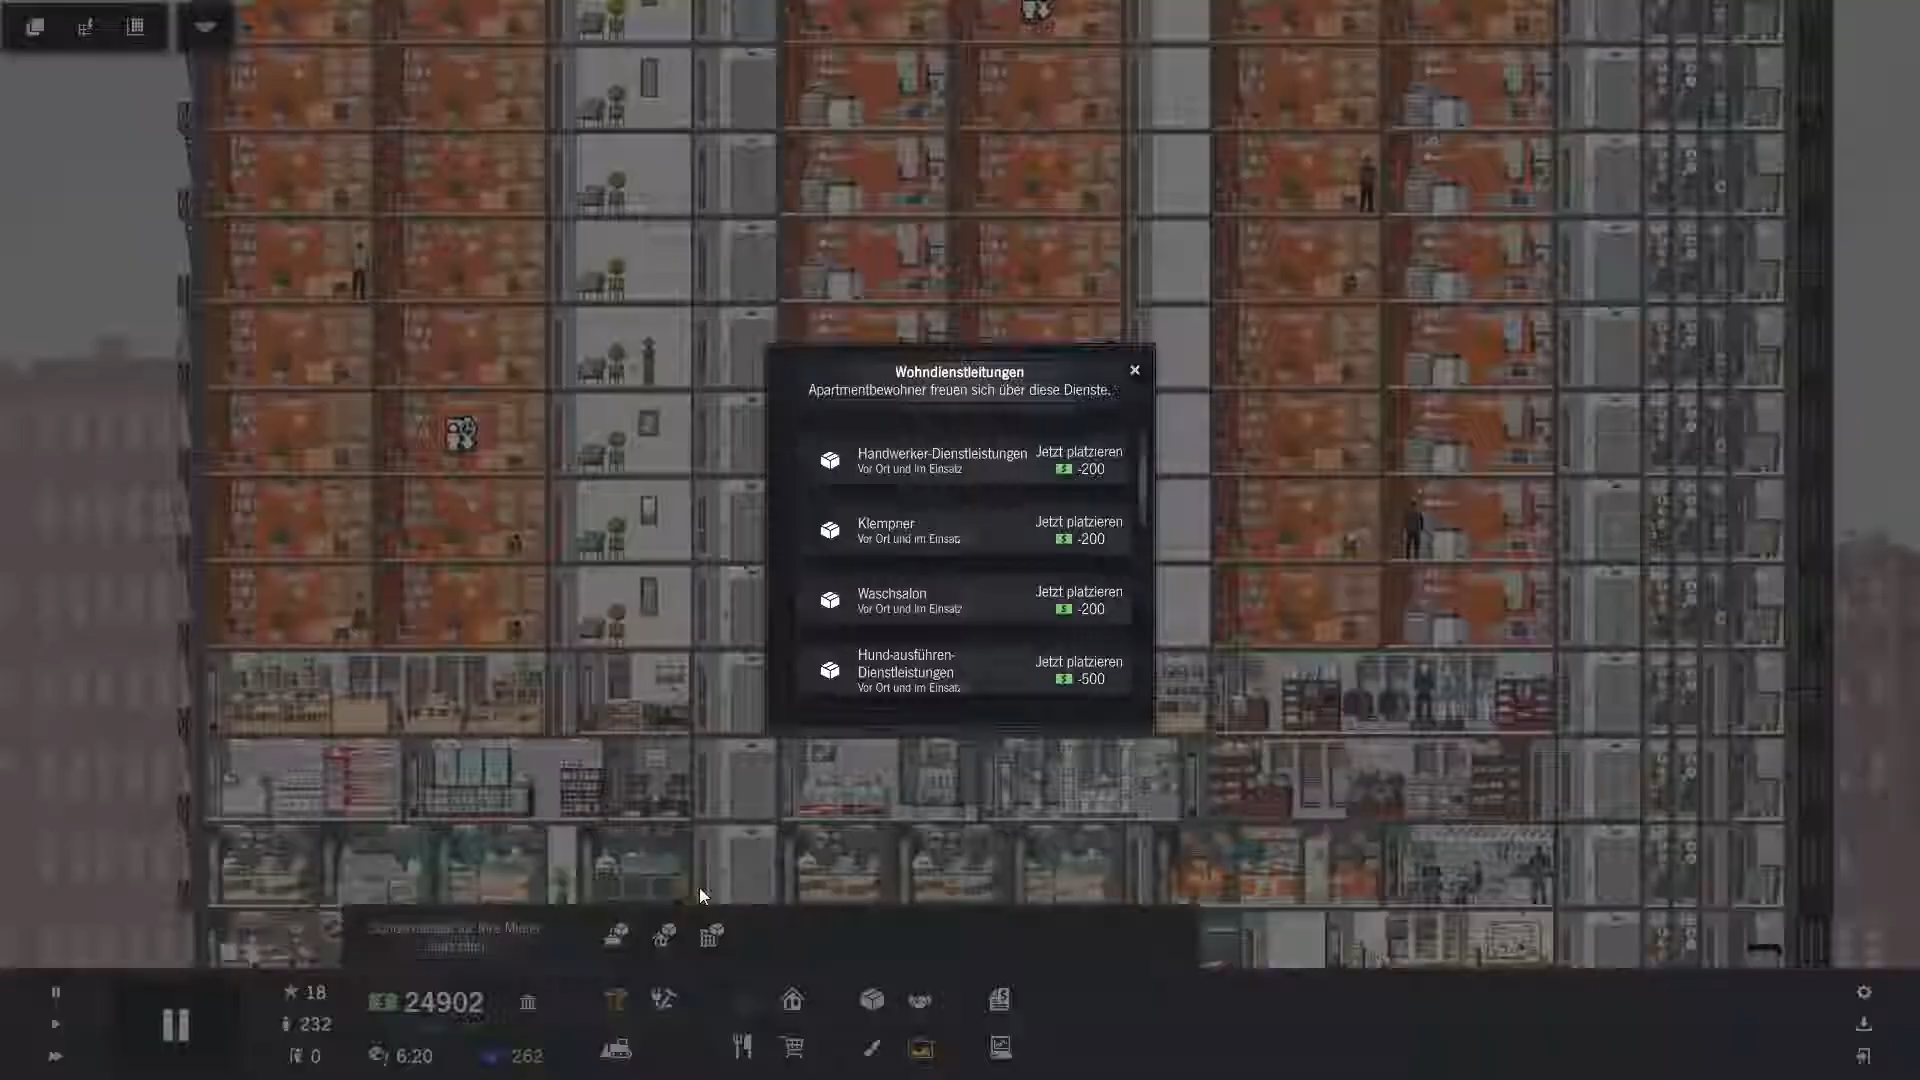 Wohndienstleitungen
Apartmentbewohner freuen sich über diese Dienste.
Handwerker-Dienstleistungen
Vor Ort und im Einsatz
Jetzt platzieren
-200
Klempner
Vor Ort und im Einsatz
Jetzt platzieren
-200
Waschsalon
Vor Ort und im Einsatz
Jetzt platzieren
-200
Hund-ausführen-
Dienstleistungen
Vor Ort und im Einsatz
Jetzt platzieren
-500
18
24902
232
0
6:20
262